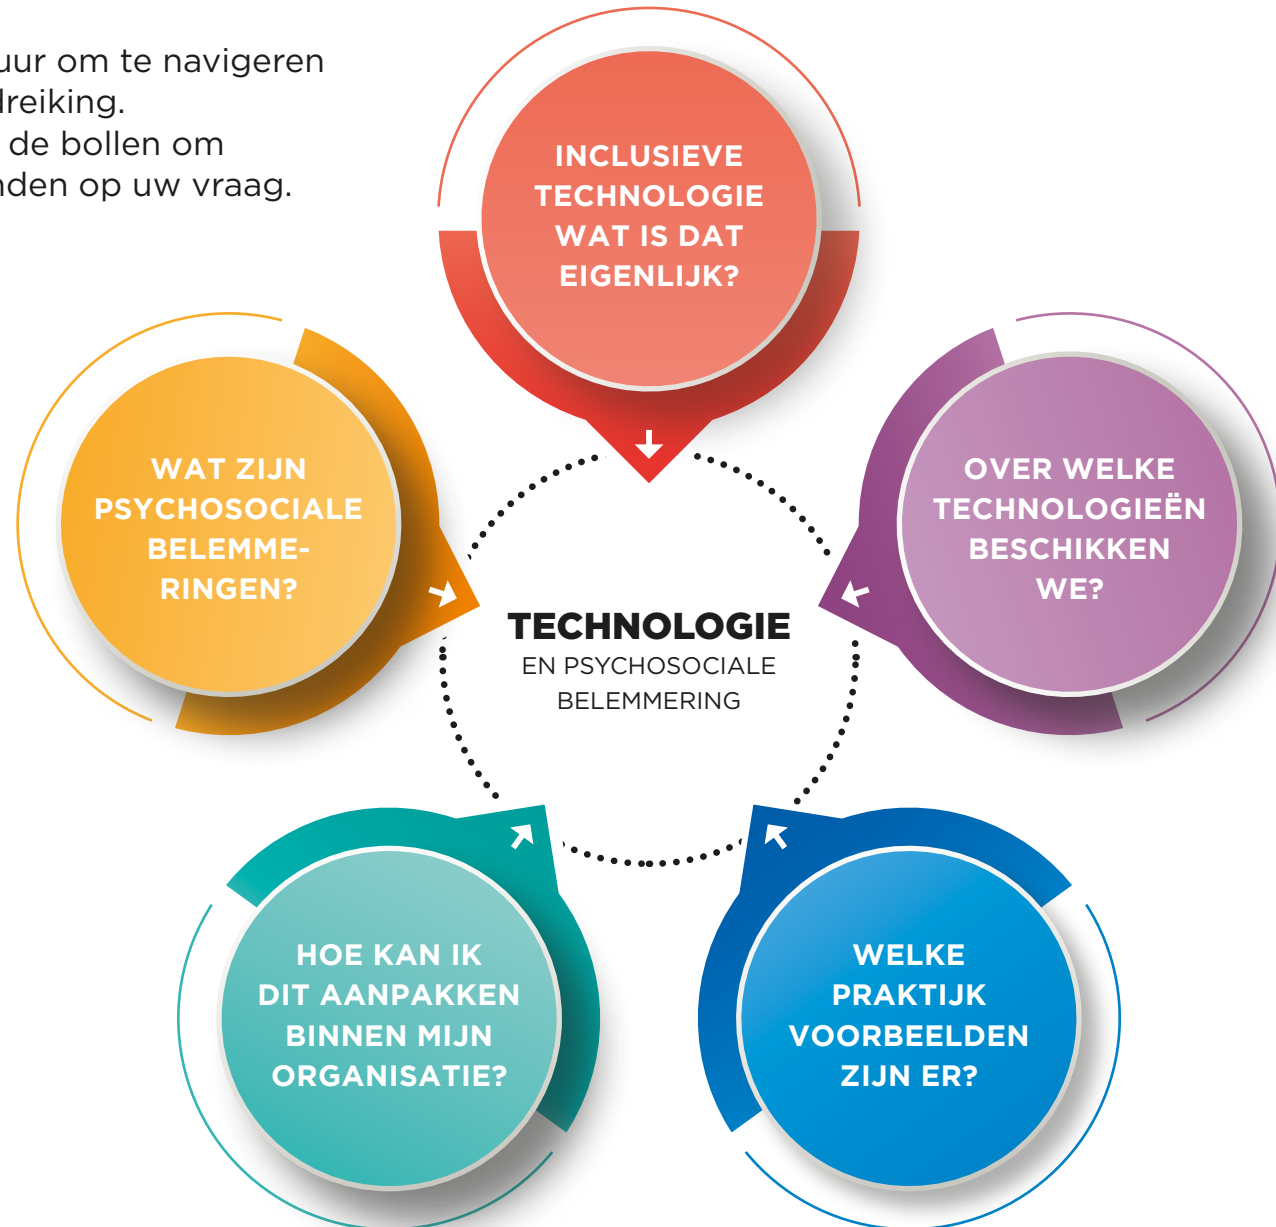 uur om te navigeren
dreiking.
de bollen om
nden op uw vraag.
INCLUSIEVE
TECHNOLOGIE
WAT IS DAT
EIGENLIJK?
WAT ZIJN
PSYCHOSOCIALE
BELEMME-
RINGEN?
OVER WELKE
TECHNOLOGIEËN
BESCHIKKEN
WE?
TECHNOLOGIE
EN PSYCHOSOCIALE
BELEMMERING
HOE KAN IK
DIT AANPAKKEN
BINNEN MIJN
ORGANISATIE?
WELKE
PRAKTIJK
VOORBEELDEN
ZIJN ER?